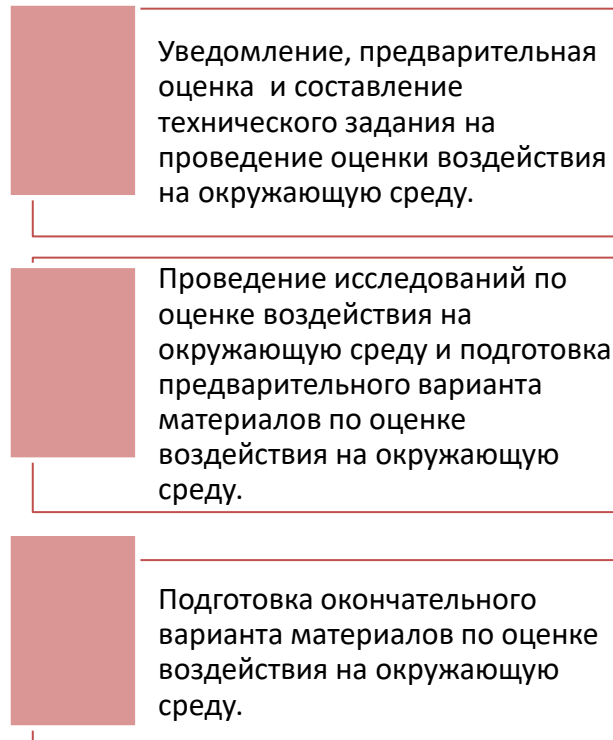 Уведомление, предварительная
оценка  и составление
технического задания на
проведение оценки воздействия
на окружающую среду.
Проведение исследований по
оценке воздействия на
окружающую среду и подготовка
предварительного варианта
материалов по оценке
воздействия на окружающую
среду.
Подготовка окончательного
варианта материалов по оценке
воздействия на окружающую
среду.